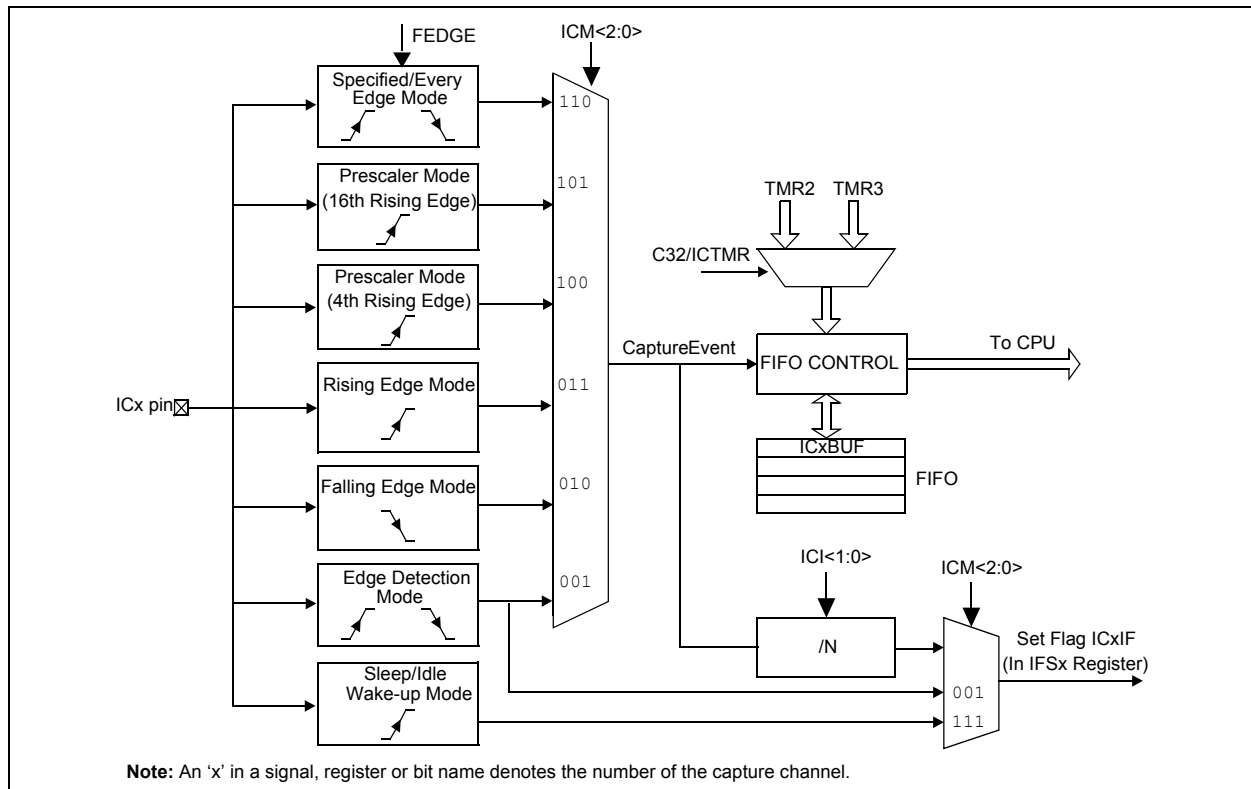 FEDGE
ICM<2:0>
Specified/Every
Edge Mode
110
Prescaler Mode
(16th Rising Edge)
101
TMR2
TMR3
C32/ICTMR
Prescaler Mode
(4th Rising Edge)
100
CaptureEvent
FIFO CONTROL
To CPU
Rising Edge Mode
011
ICx pin
ICxBUF
FIFO
Falling Edge Mode
010
ICI<1:0>
ICM<2:0>
Edge Detection
Mode
001
/N
Set Flag ICxIF
(In IFSx Register)
Sleep/Idle
Wake-up Mode
001
111
Note: An ‘x’ in a signal, register or bit name denotes the number of the capture channel.